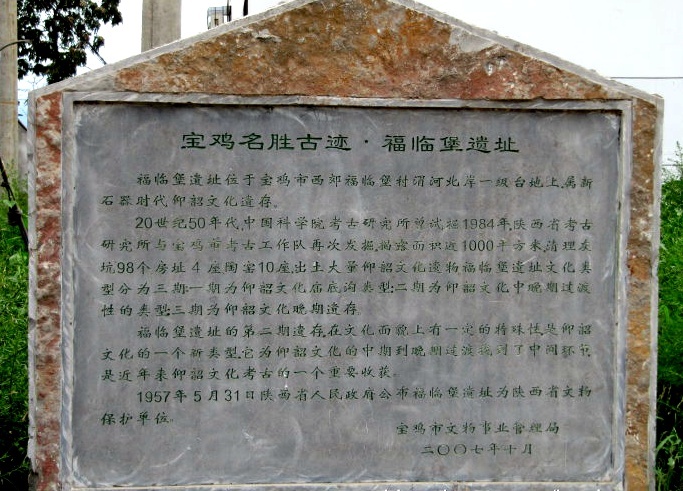 宝鸡名胜古迹·福临堡遗址
福临堡遗址位于宝鸡市西郊福临堡村渭河北岸一级台地上,属新
石器时代仰韶文化遗存。
20世纪50年代,中国科学院考古研究所曾试掘1984年陕西省考古
研究所与宝鸡市考古工作队再次发掘,揭露面积近1000平方米,清理灰
坑98个房址4座陶窑10座,出土大量仰韶文化遗物福临堡遗址文化类
型分为三期:一期为仰韶文化庙底沟类型;二期为仰韶文化中晚期过渡
性的类型;三期为仰韶文化晚期遗存。
福临堡遗址的第二期遗存,在文化面貌上有一定的特殊性,是仰韶
文化的一个新类型,它为仰韶文化的中期到晚期过渡找到了中间环节,
是近年来仰韶文化考古的一个重要收获。
1957年5月31日陕西省人民政府公布福临堡遗址为陕西省文物
保护单位。
宝鸡市文物事业管理局
二〇〇七年十月